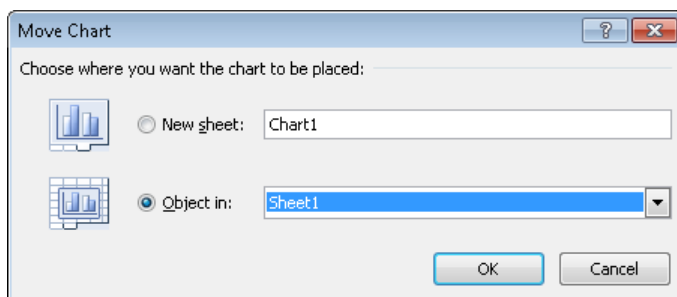 Move Chart
?
Choose where you want the chart to be placed:
New sheet: Chart1
Object in: Sheet1
OK Cancel